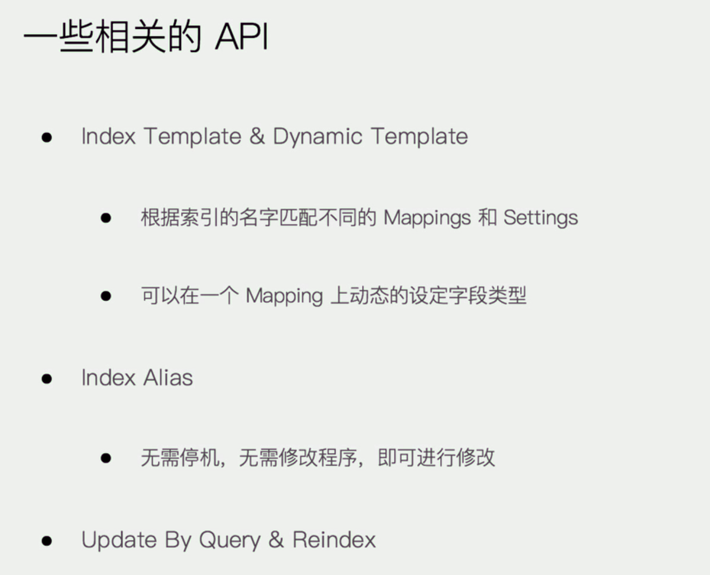 一些相关的 API
Index Template & Dynamic Template
根据索引的名字匹配不同的 Mappings 和 Settings
可以在一个 Mapping 上动态的设定字段类型
Index Alias
无需停机，无需修改程序，即可进行修改
Update By Query & Reindex